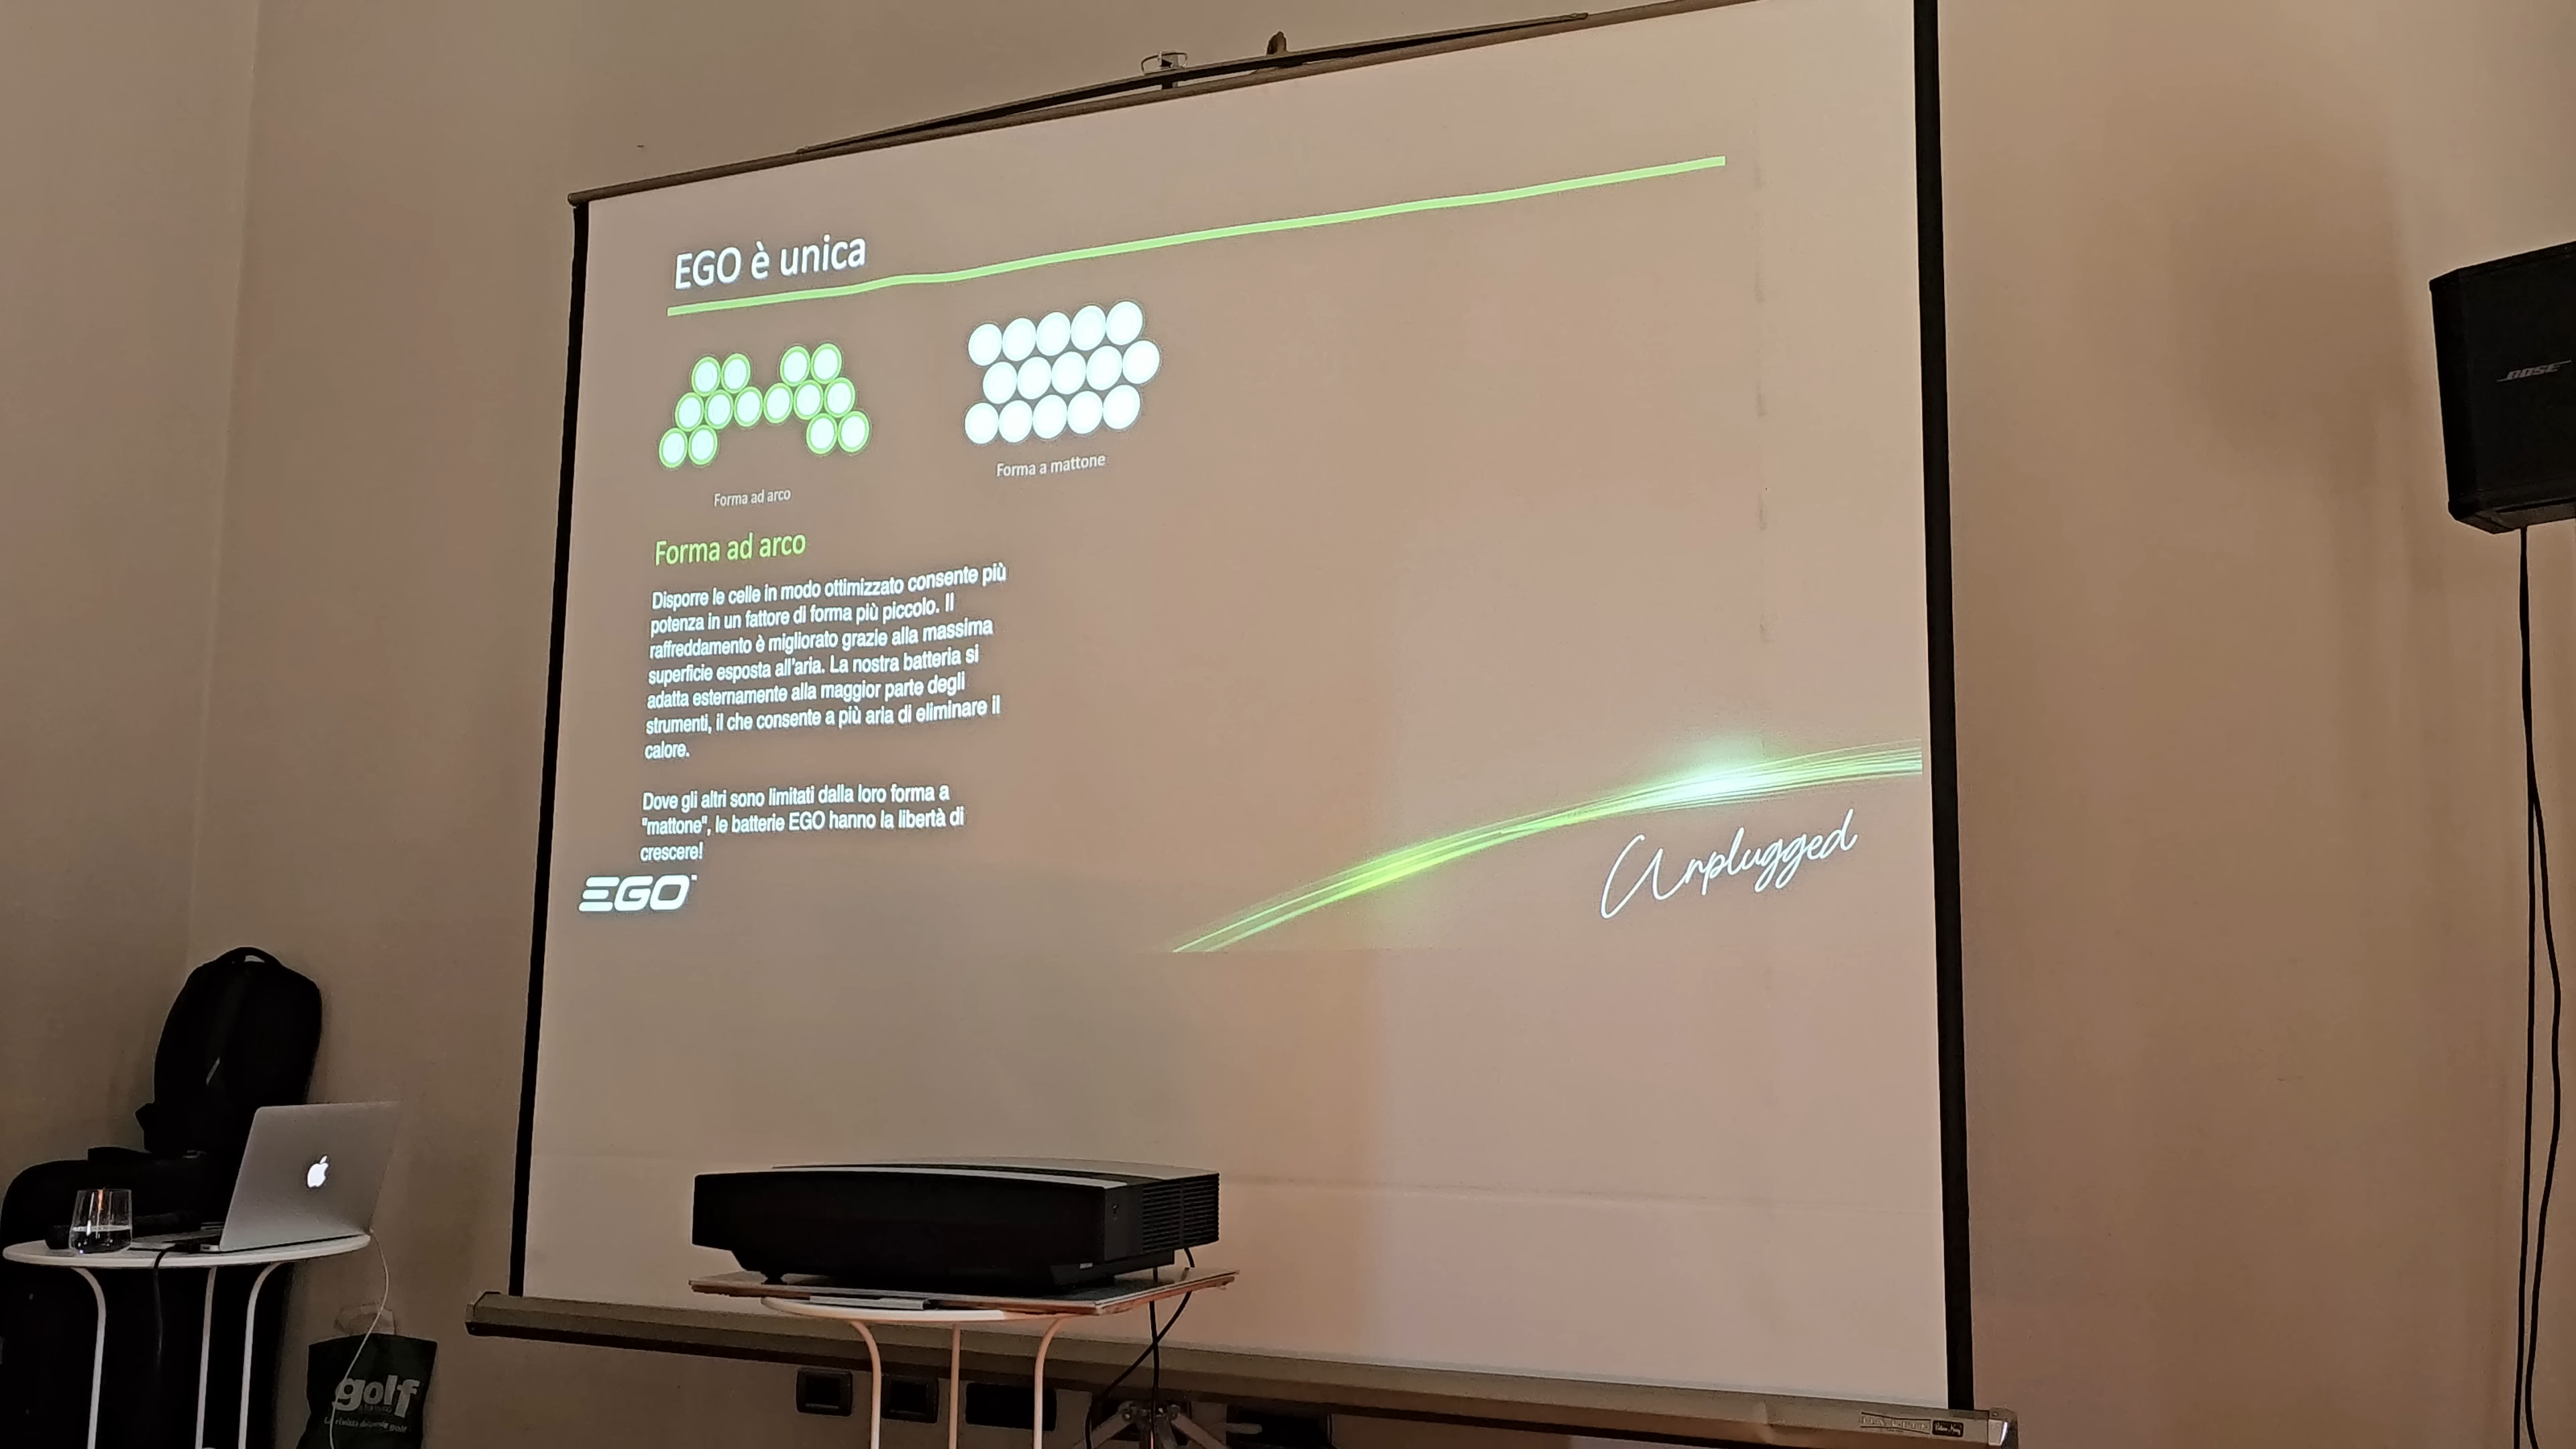 EGO è unica
Forma ad arco
Forma a mattone
Forma ad arco
Disporre le celle in modo ottimizzato consente più
potenza in un fattore di forma più piccolo. Il
raffreddamento è migliorato grazie alla massima
superficie esposta all'aria. La nostra batteria si
adatta esternamente alla maggior parte degli
strumenti, il che consente a più aria di eliminare il
calore.
Dove gli altri sono limitati dalla loro forma a
"mattone", le batterie EGO hanno la libertà di
crescere!
EGO™
Unplugged
BOSE
golf